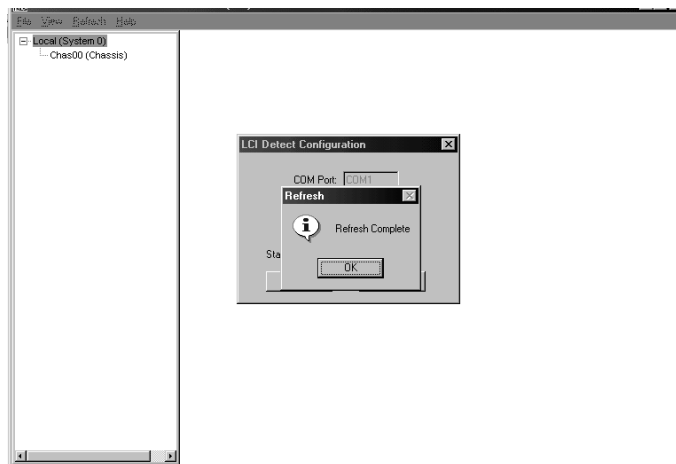 File View Refresh Help
Local (System 0)
Chas00 (Chassis)
LCI Detect Configuration
COM Port: COM1
Refresh
Refresh Complete
Sta
OK